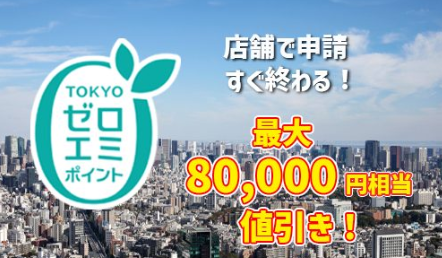 TOKYO
ゼロ
エミ
ポイント
店舗で申請
すぐ終わる！
最大
80,000円相当
値引き！